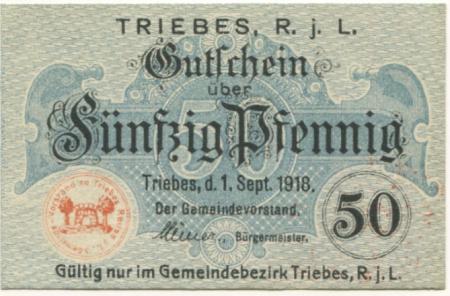 TRIEBES, R. j. L.
Gutschein
über
Fünfzig Pfennig
Triebes, d. 1. Sept. 1918.
Der Gemeindevorstand.
Bürgermeister.
50
Gültig nur im Gemeindebezirk Triebes, R. j. L.